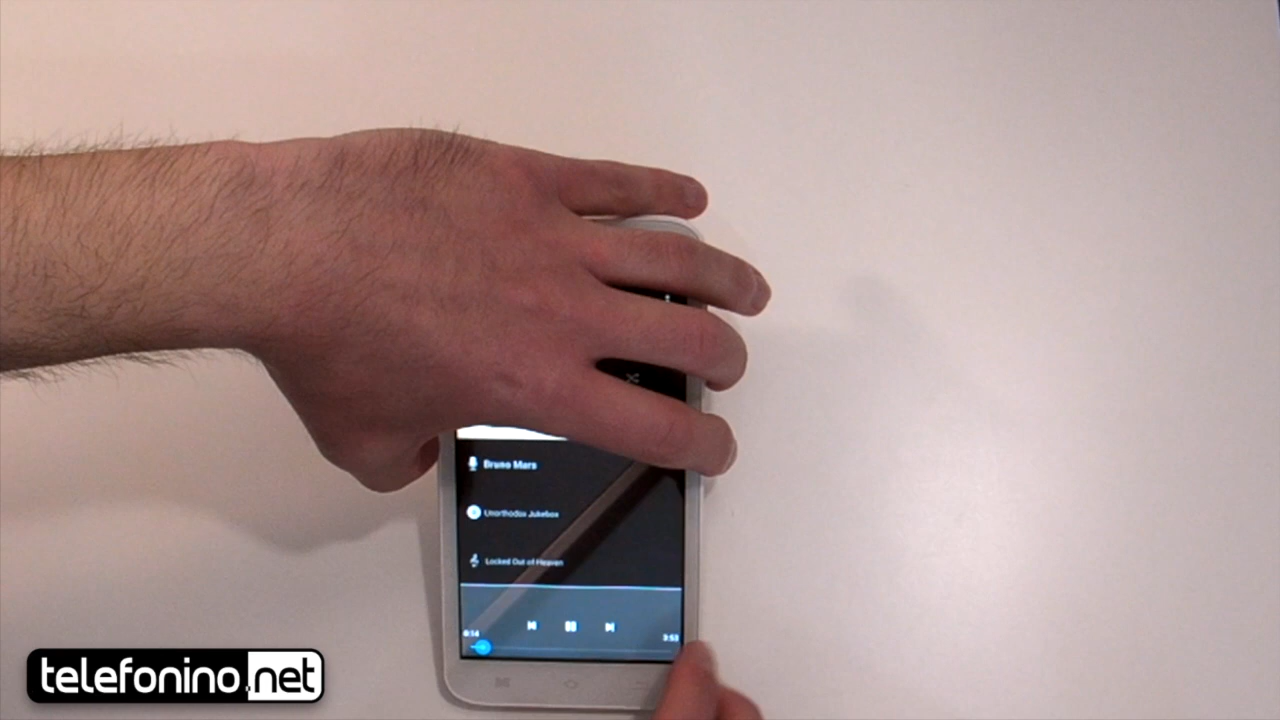 Bruno Mars
Unorthodox Jukebox
Locked Out of Heaven
0:14
3:53
telefonino.net